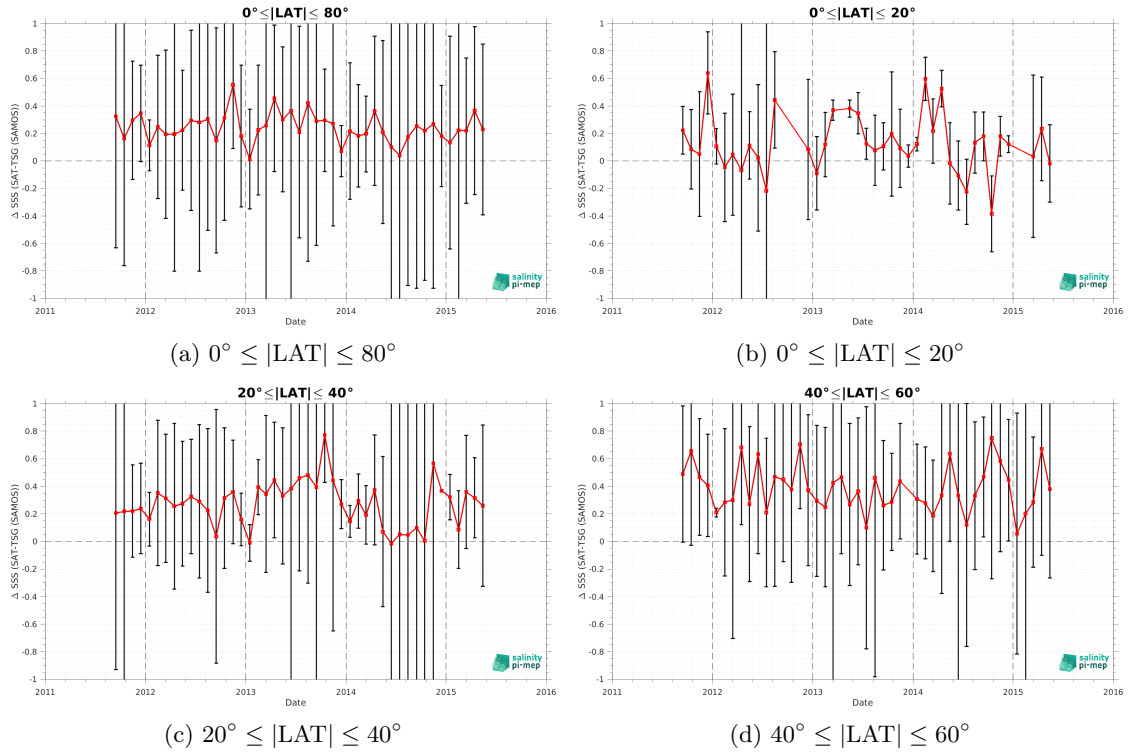 0°≤|LAT|≤ 80°
Δ SSS (SAT-TSG (SAMOS))
1
0.8
0.6
0.4
0.2
0
-0.2
-0.4
-0.6
-0.8
-1
2011 2012 2013 2014 2015 2016
Date
salinity
pi-mep
(a) 0° ≤ |LAT| ≤ 80°
0°≤|LAT|≤ 20°
Δ SSS (SAT-TSG (SAMOS))
1
0.8
0.6
0.4
0.2
0
-0.2
-0.4
-0.6
-0.8
-1
2011 2012 2013 2014 2015 2016
Date
salinity
pi-mep
(b) 0° ≤ |LAT| ≤ 20°
20°≤|LAT|≤ 40°
Δ SSS (SAT-TSG (SAMOS))
1
0.8
0.6
0.4
0.2
0
-0.2
-0.4
-0.6
-0.8
-1
2011 2012 2013 2014 2015 2016
Date
salinity
pi-mep
(c) 20° ≤ |LAT| ≤ 40°
40°≤|LAT|≤ 60°
Δ SSS (SAT-TSG (SAMOS))
1
0.8
0.6
0.4
0.2
0
-0.2
-0.4
-0.6
-0.8
-1
2011 2012 2013 2014 2015 2016
Date
salinity
pi-mep
(d) 40° ≤ |LAT| ≤ 60°